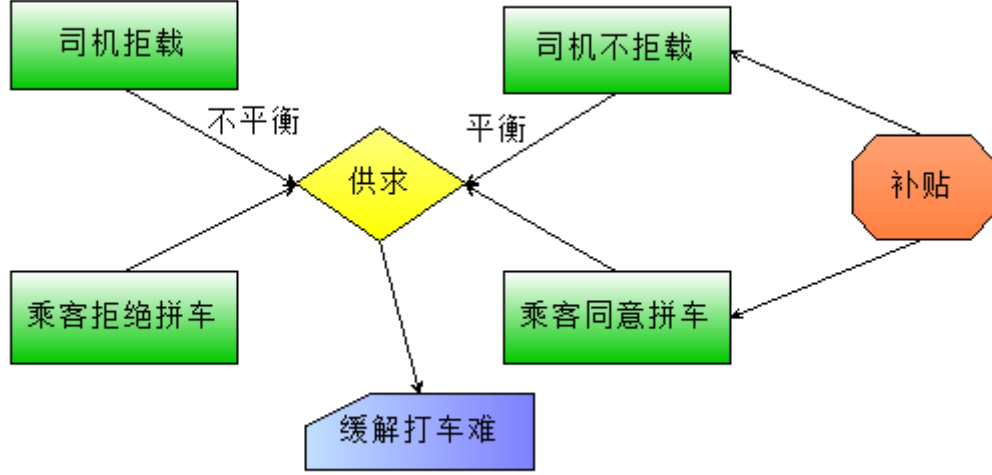 司机拒载
司机不拒载
不平衡
平衡
供求
补贴
乘客拒绝拼车
乘客同意拼车
缓解打车难